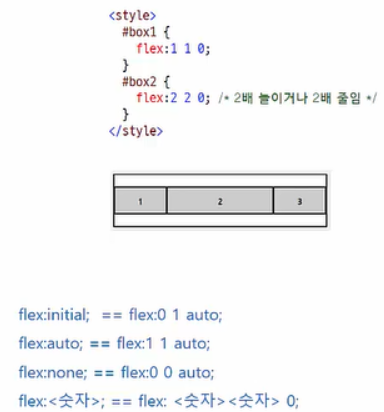 <style>
#box1 {
flex:1 1 0;
}
#box2 {
flex:2 2 0; /* 2배 늘이거나 2배 줄임 */
}
</style>
1 2 3
flex:initial; == flex:0 1 auto;
flex:auto; == flex:1 1 auto;
flex:none; == flex:0 0 auto;
flex:<숫자>; == flex: <숫자><숫자> 0;